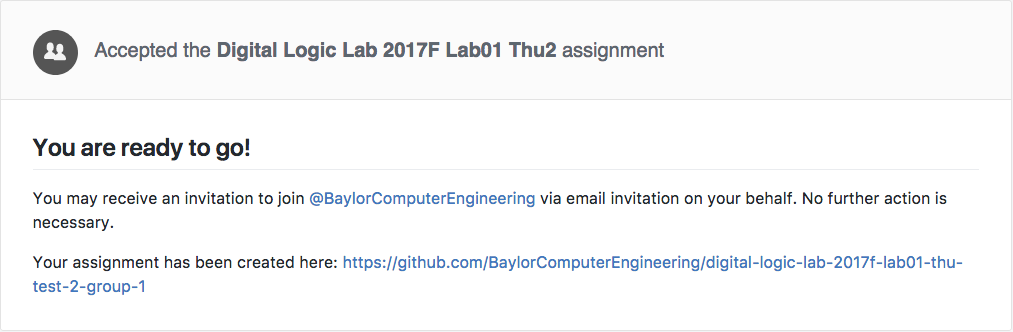 Accepted the Digital Logic Lab 2017F Lab01 Thu2 assignment
You are ready to go!
You may receive an invitation to join @BaylorComputerEngineering via email invitation on your behalf. No further action is
necessary.
Your assignment has been created here: https://github.com/BaylorComputerEngineering/digital-logic-lab-2017f-lab01-thu-
test-2-group-1